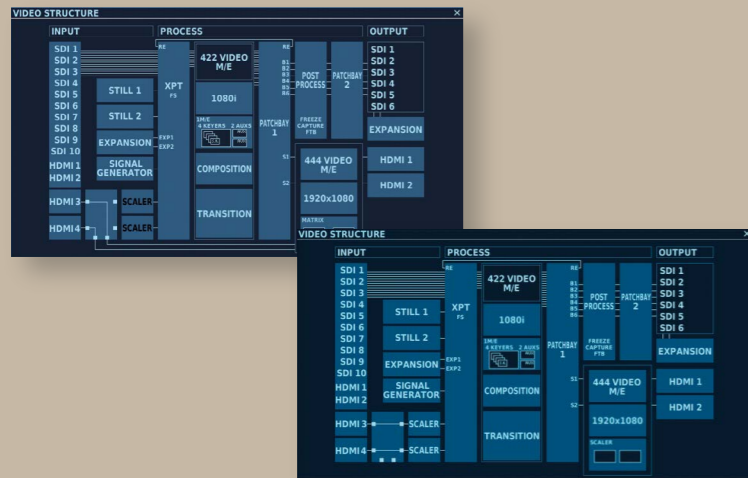 VIDEO STRUCTURE
×
INPUT
PROCESS
OUTPUT
SDI 1
SDI 2
SDI 3
SDI 4
SDI 5
SDI 6
SDI 7
SDI 8
SDI 9
SDI 10
HDMI 1
HDMI 2
HDMI 3
HDMI 4
STILL 1
STILL 2
EXPANSION
SIGNAL
GENERATOR
SCALER
SCALER
RE
XPT
FS
EXP1
EXP2
422 VIDEO
M/E
1080i
1M/E
4 KEYERS 2 AUXS
COMPOSITION
TRANSITION
RE
B1
B2
B3
B4
B5
B6
PATCHBAY
1
S1
S2
POST
PROCESS
FREEZE
CAPTURE
FTB
PATCHBAY
2
444 VIDEO
M/E
1920x1080
MATRIX
SDI 1
SDI 2
SDI 3
SDI 4
SDI 5
SDI 6
EXPANSION
HDMI 1
HDMI 2
VIDEO STRUCTURE
×
INPUT
PROCESS
OUTPUT
SDI 1
SDI 2
SDI 3
SDI 4
SDI 5
SDI 6
SDI 7
SDI 8
SDI 9
SDI 10
HDMI 1
HDMI 2
HDMI 3
HDMI 4
STILL 1
STILL 2
EXPANSION
SIGNAL
GENERATOR
SCALER
SCALER
RE
XPT
FS
EXP1
EXP2
422 VIDEO
M/E
1080i
1M/E
4 KEYERS 2 AUXS
COMPOSITION
TRANSITION
RE
B1
B2
B3
B4
B5
B6
PATCHBAY
1
S1
S2
POST
PROCESS
FREEZE
CAPTURE
FTB
PATCHBAY
2
444 VIDEO
M/E
1920x1080
SCALER
SDI 1
SDI 2
SDI 3
SDI 4
SDI 5
SDI 6
EXPANSION
HDMI 1
HDMI 2